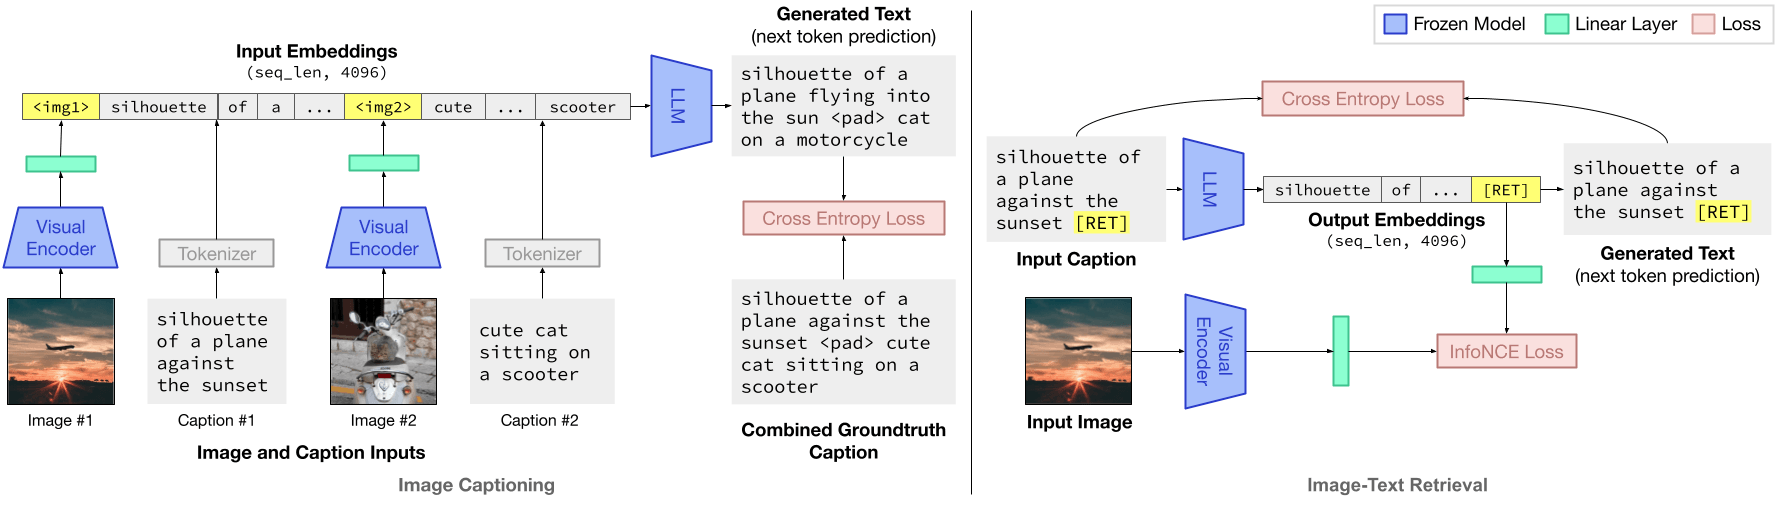 Input Embeddings
(seq_len, 4096)
<img1> silhouette of a ... <img2> cute ... scooter
LLM
Generated Text
(next token prediction)
silhouette of a
plane flying into
the sun <pad> cat
on a motorcycle
Visual
Encoder
Tokenizer
Visual
Encoder
Tokenizer
Cross Entropy Loss
silhouette
of a plane
against
the sunset
cute cat
sitting on
a scooter
silhouette of a
plane against the
sunset <pad> cute
cat sitting on a
scooter
Image #1
Caption #1
Image #2
Caption #2
Image and Caption Inputs
Combined Groundtruth
Caption
Image Captioning
Frozen Model
Linear Layer
Loss
Cross Entropy Loss
silhouette of
a plane
against the
sunset [RET]
Input Caption
LLM
silhouette of ... [RET]
Output Embeddings
(seq_len, 4096)
silhouette of a
plane against
the sunset [RET]
Generated Text
(next token prediction)
Input Image
Visual
Encoder
InfoNCE Loss
Image-Text Retrieval